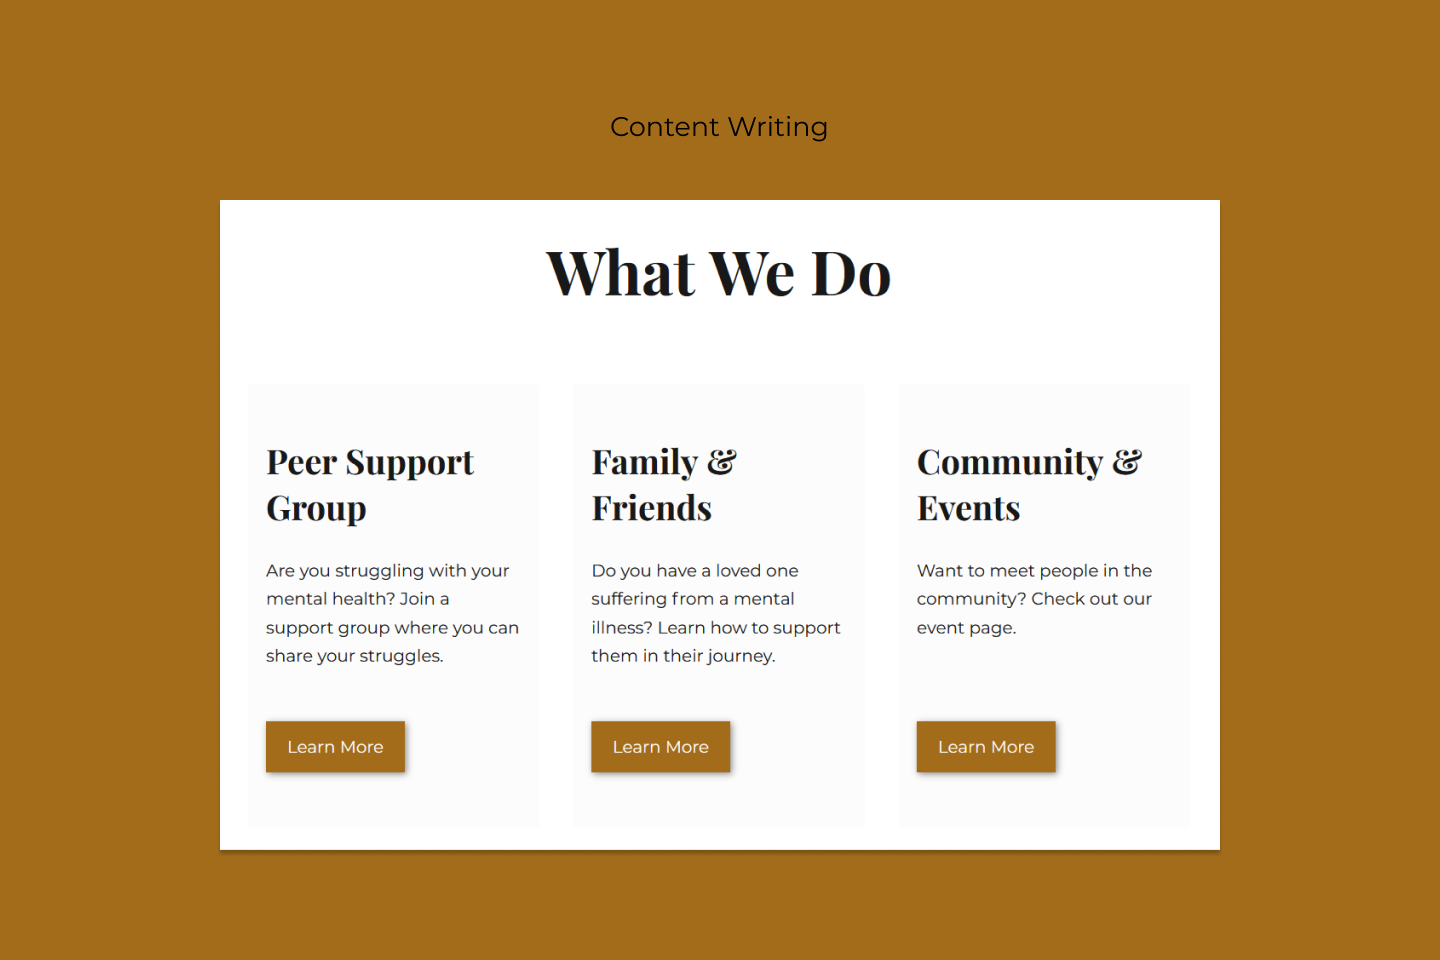 Content Writing
What We Do
Peer Support
Group
Are you struggling with your
mental health? Join a
support group where you can
share your struggles.
Learn More
Family &
Friends
Do you have a loved one
suffering from a mental
illness? Learn how to support
them in their journey.
Learn More
Community &
Events
Want to meet people in the
community? Check out our
event page.
Learn More